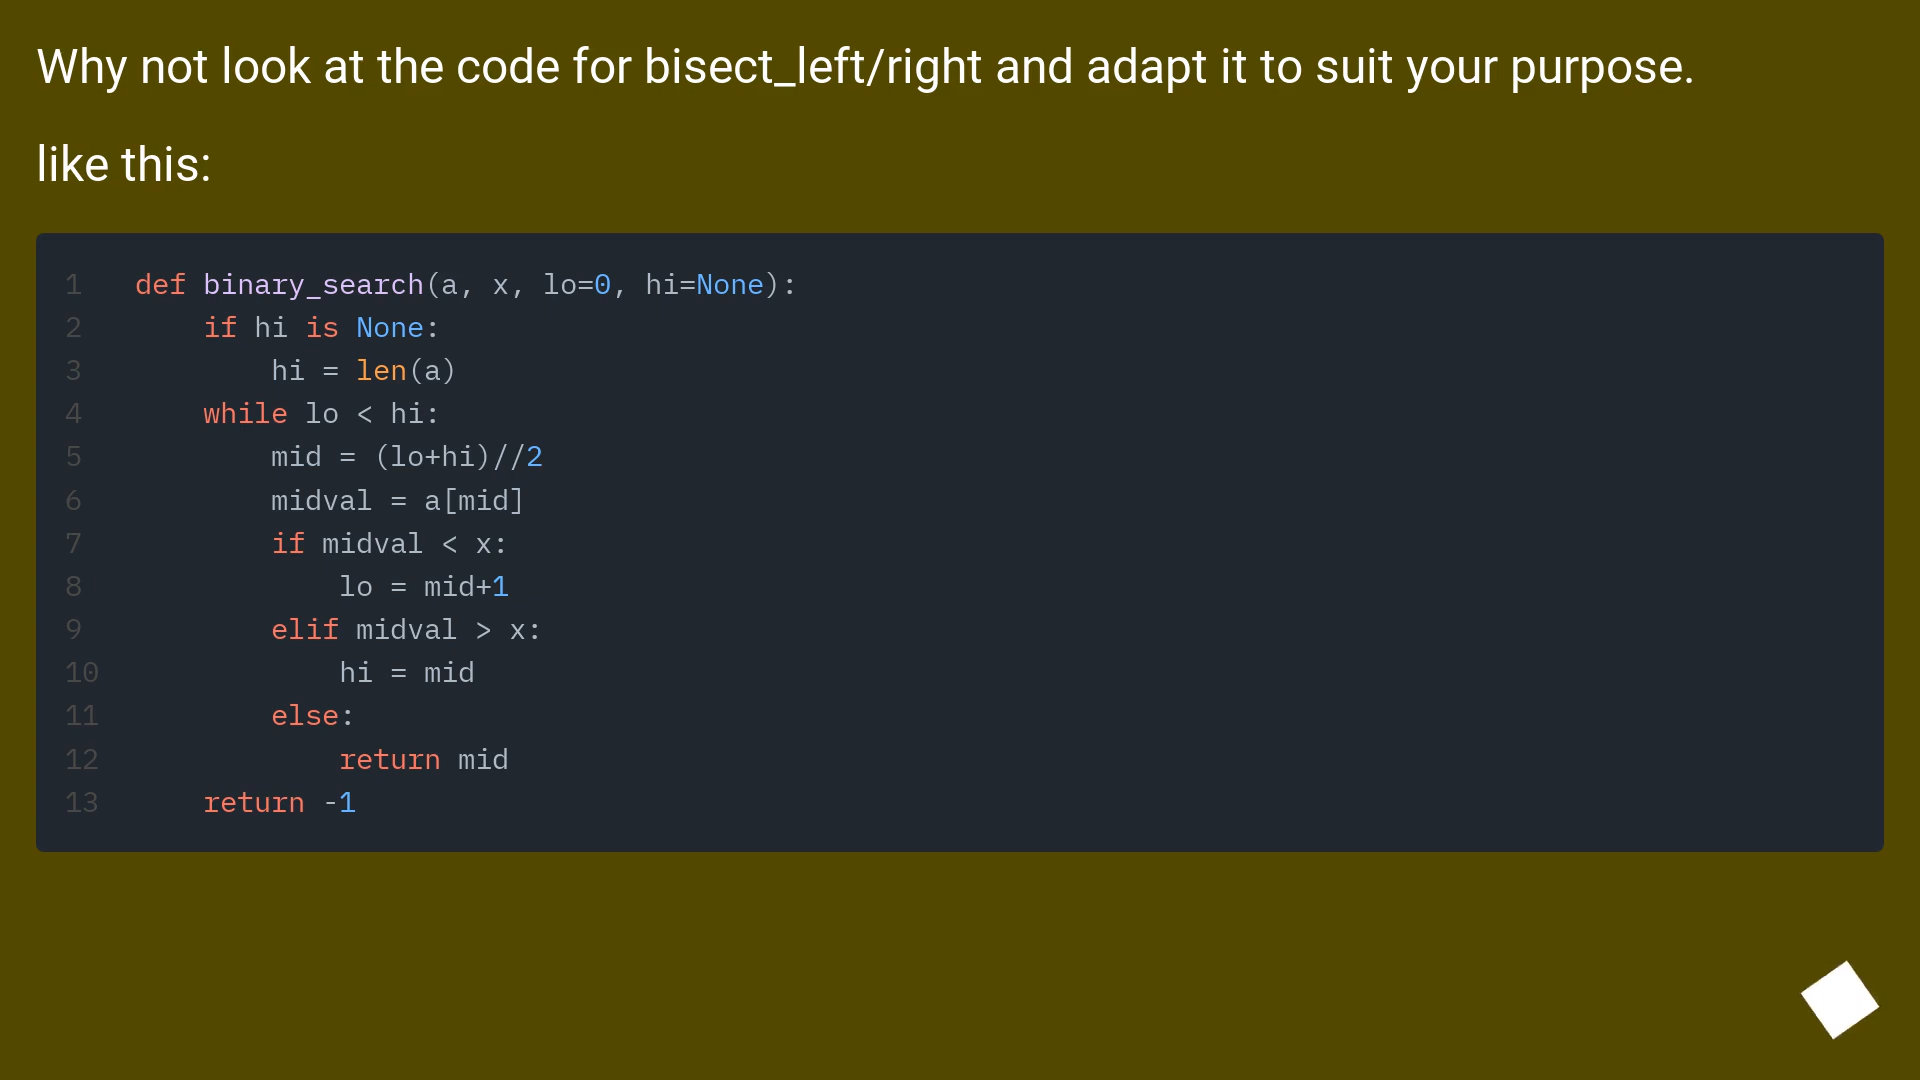 Why not look at the code for bisect_left/right and adapt it to suit your purpose.
like this:
1 def binary_search(a, x, lo=0, hi=None):
2     if hi is None:
3         hi = len(a)
4     while lo < hi:
5         mid = (lo+hi)//2
6         midval = a[mid]
7         if midval < x:
8             lo = mid+1
9         elif midval > x:
10             hi = mid
11         else:
12             return mid
13     return -1